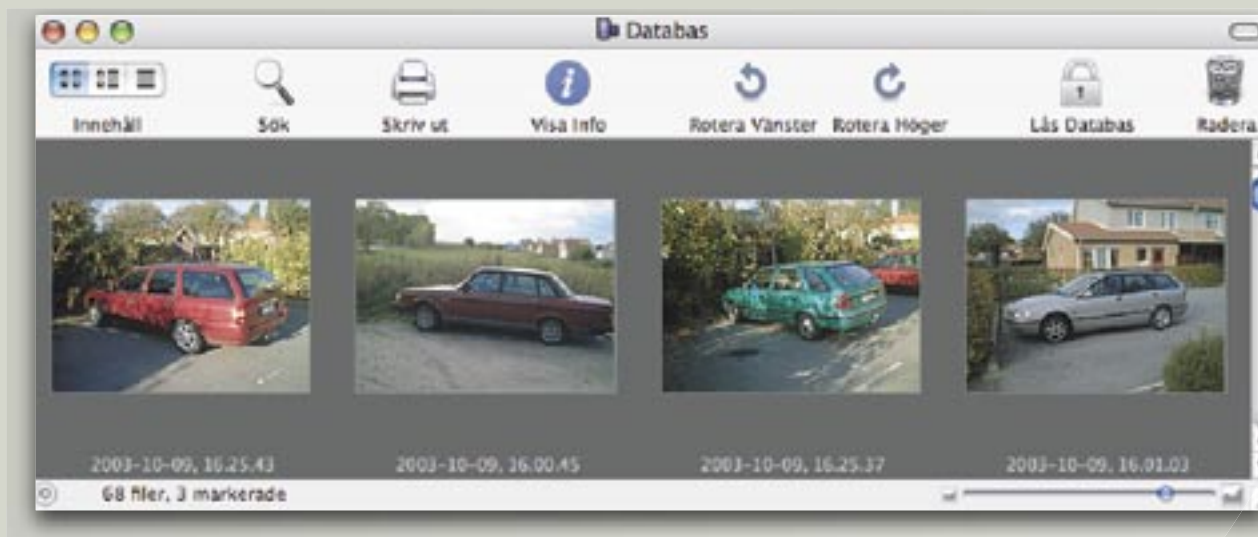 Databas
Innehåll Sök Skriv ut Visa Info Rotera Vänster Rotera Höger Lås Databas Radera
2003-10-09, 16.25.43 2003-10-09, 16.00.45 2003-10-09, 16.25.37 2003-10-09, 16.01.03
68 filer, 3 markerade